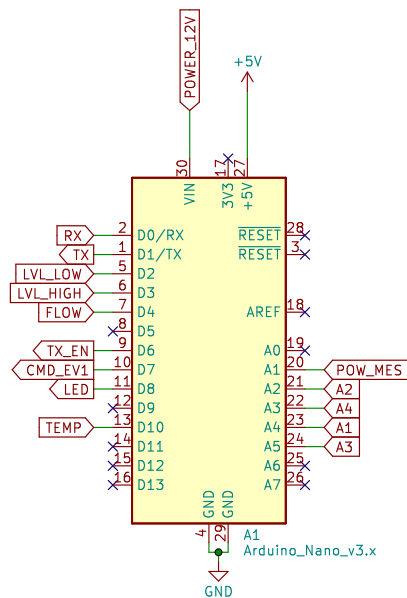 POWER_12V
+5V
30
17
27
VIN
3V3
+5V
RX 2 D0/RX RESET 28
TX 1 D1/TX RESET 3
LVL_LOW 5 D2
LVL_HIGH 6 D3
FLOW 7 D4 AREF 18
8 D5
TX_EN 9 D6 A0 19
CMD_EV1 10 D7 A1 20 POW_MES
LED 11 D8 A2 21 A2
12 D9 A3 22 A4
TEMP 13 D10 A4 23 A1
14 D11 A5 24 A3
15 D12 A6 25
16 D13 A7 26
GND
GND
4
29
A1
Arduino_Nano_v3.x
GND